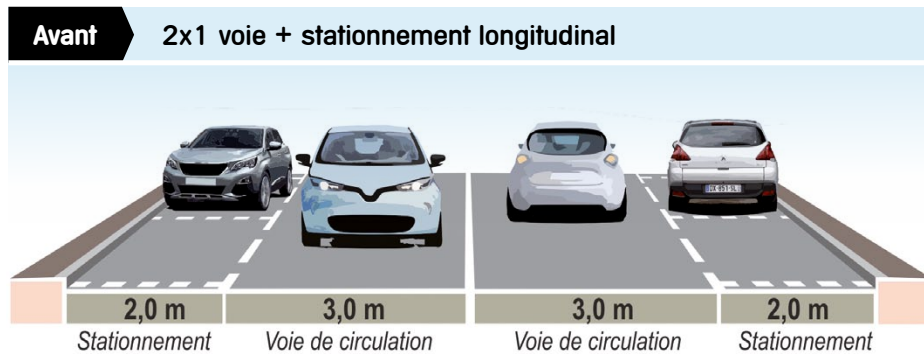 Avant 2x1 voie + stationnement longitudinal
2,0 m 3,0 m 3,0 m 2,0 m
Stationnement Voie de circulation Voie de circulation Stationnement